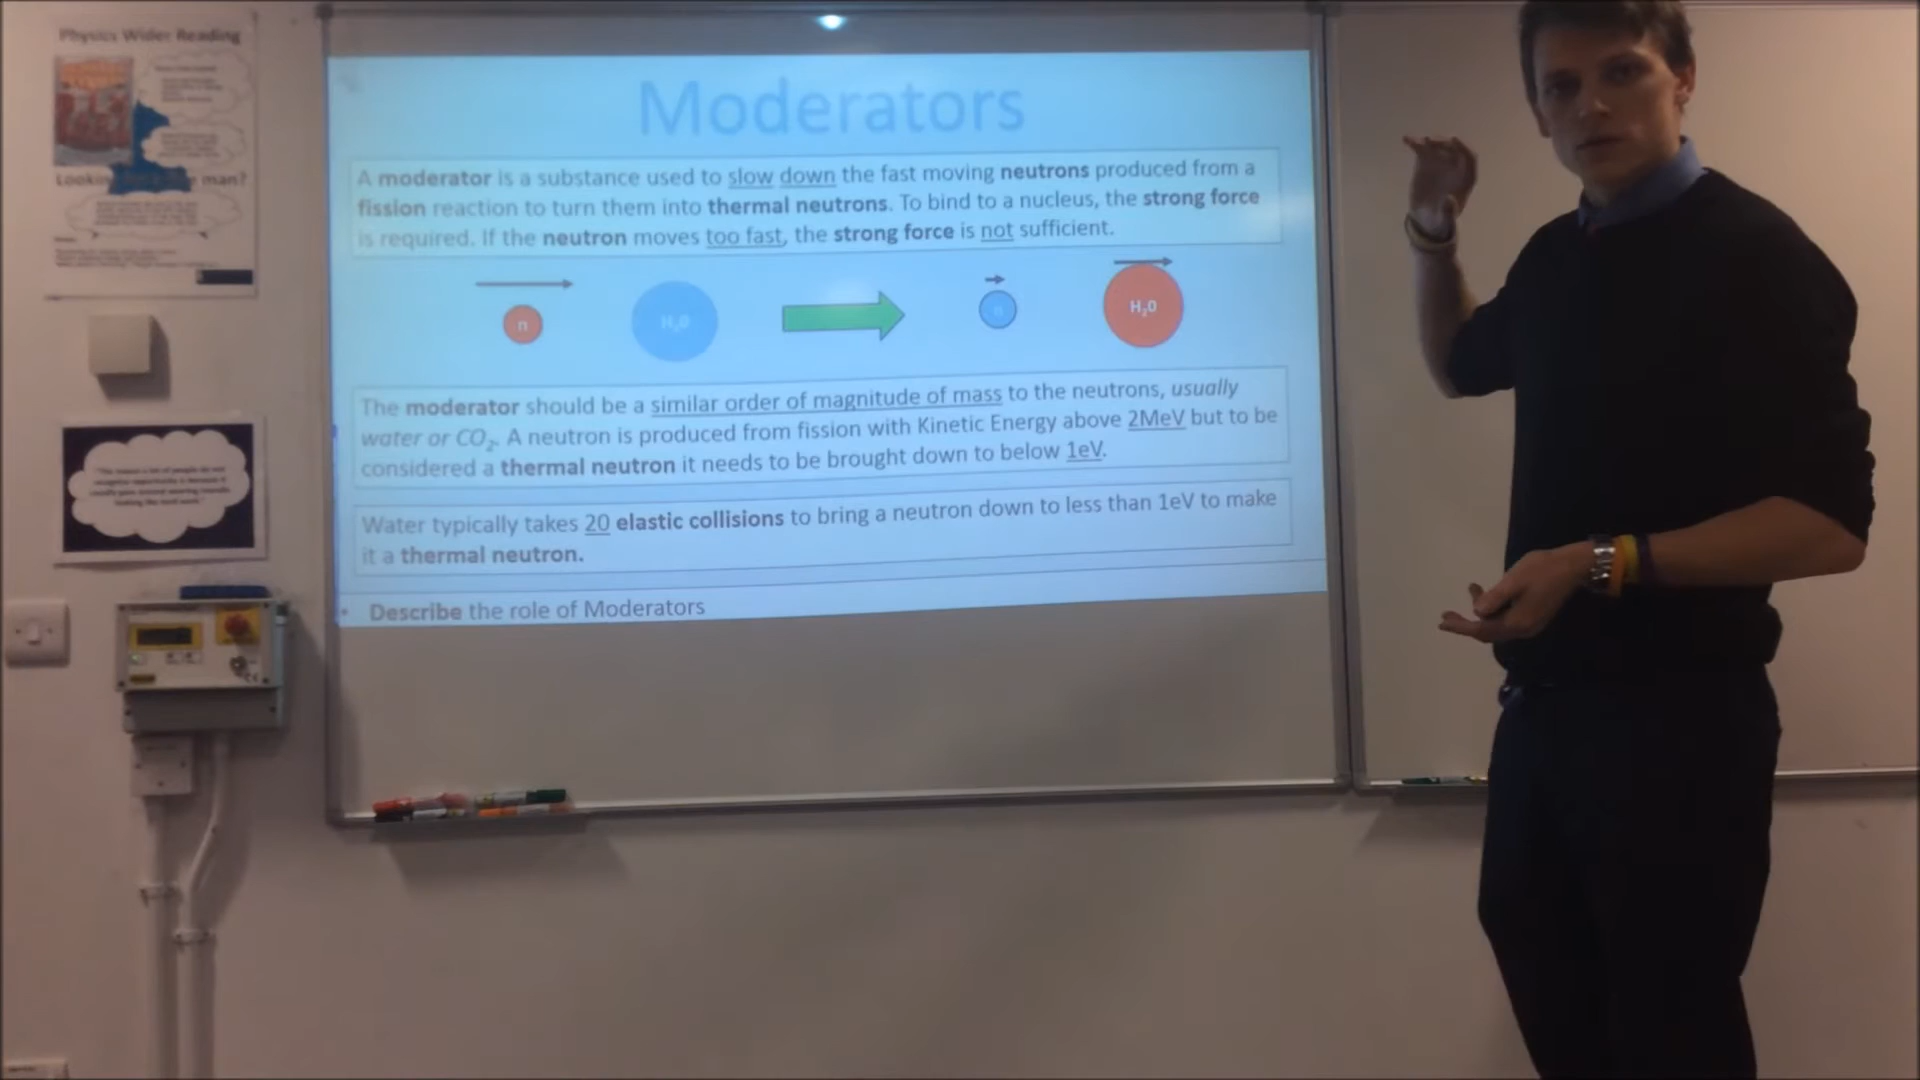 Physics Wider Reading
man?
Moderators
A moderator is a substance used to slow down the fast moving neutrons produced from a
fission reaction to turn them into thermal neutrons. To bind to a nucleus, the strong force
is required. If the neutron moves too fast, the strong force is not sufficient.
n
H₂O
n
H₂O
The moderator should be a similar order of magnitude of mass to the neutrons, usually
water or CO₂. A neutron is produced from fission with Kinetic Energy above 2MeV but to be
considered a thermal neutron it needs to be brought down to below 1eV.
Water typically takes 20 elastic collisions to bring a neutron down to less than 1eV to make
it a thermal neutron.
• Describe the role of Moderators